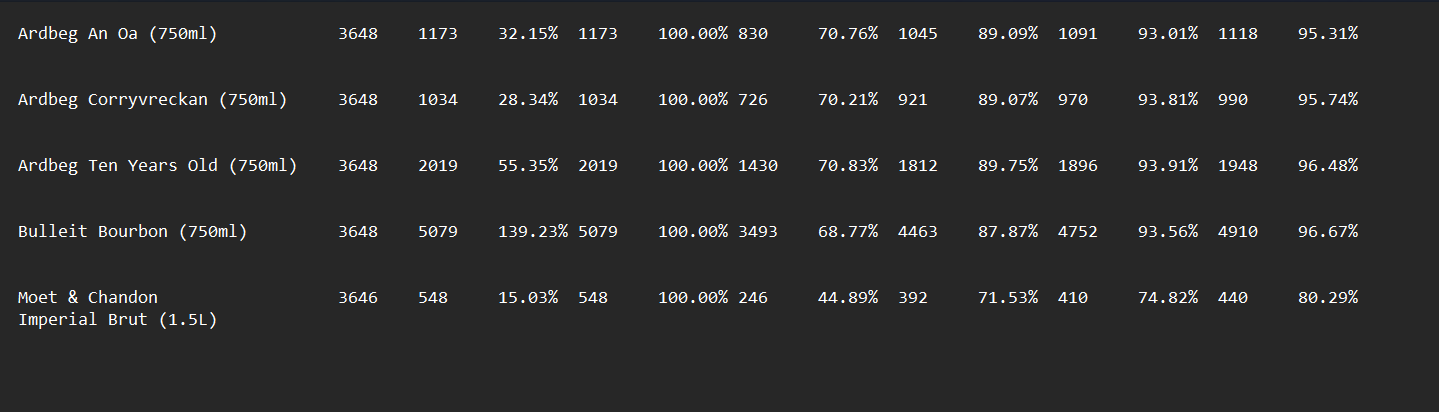 Ardbeg An Oa (750ml) 3648 1173 32.15% 1173 100.00% 830 70.76% 1045 89.09% 1091 93.01% 1118 95.31%
Ardbeg Corryvreckan (750ml) 3648 1034 28.34% 1034 100.00% 726 70.21% 921 89.07% 970 93.81% 990 95.74%
Ardbeg Ten Years Old (750ml) 3648 2019 55.35% 2019 100.00% 1430 70.83% 1812 89.75% 1896 93.91% 1948 96.48%
Bulleit Bourbon (750ml) 3648 5079 139.23% 5079 100.00% 3493 68.77% 4463 87.87% 4752 93.56% 4910 96.67%
Moet & Chandon 3646 548 15.03% 548 100.00% 246 44.89% 392 71.53% 410 74.82% 440 80.29%
Imperial Brut (1.5L)